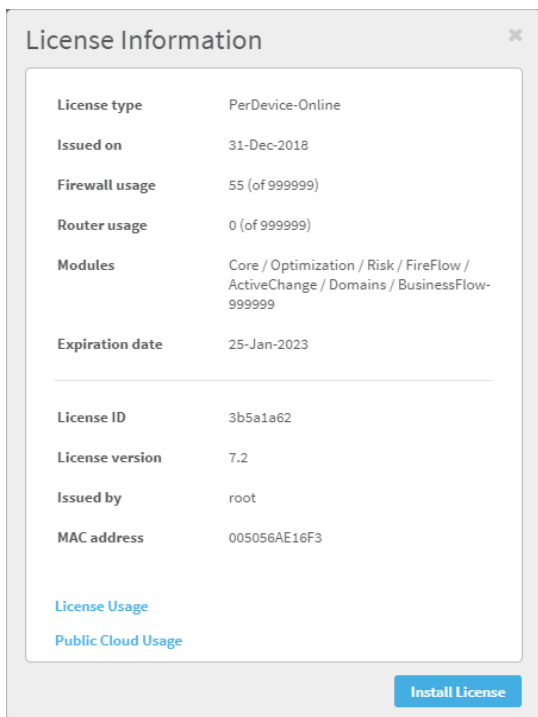 License Information
License type PerDevice-Online
Issued on 31-Dec-2018
Firewall usage 55 (of 999999)
Router usage 0 (of 999999)
Modules Core / Optimization / Risk / FireFlow /
ActiveChange / Domains / BusinessFlow-
999999
Expiration date 25-Jan-2023
License ID 3b5a1a62
License version 7.2
Issued by root
MAC address 005056AE16F3
License Usage
Public Cloud Usage
Install License